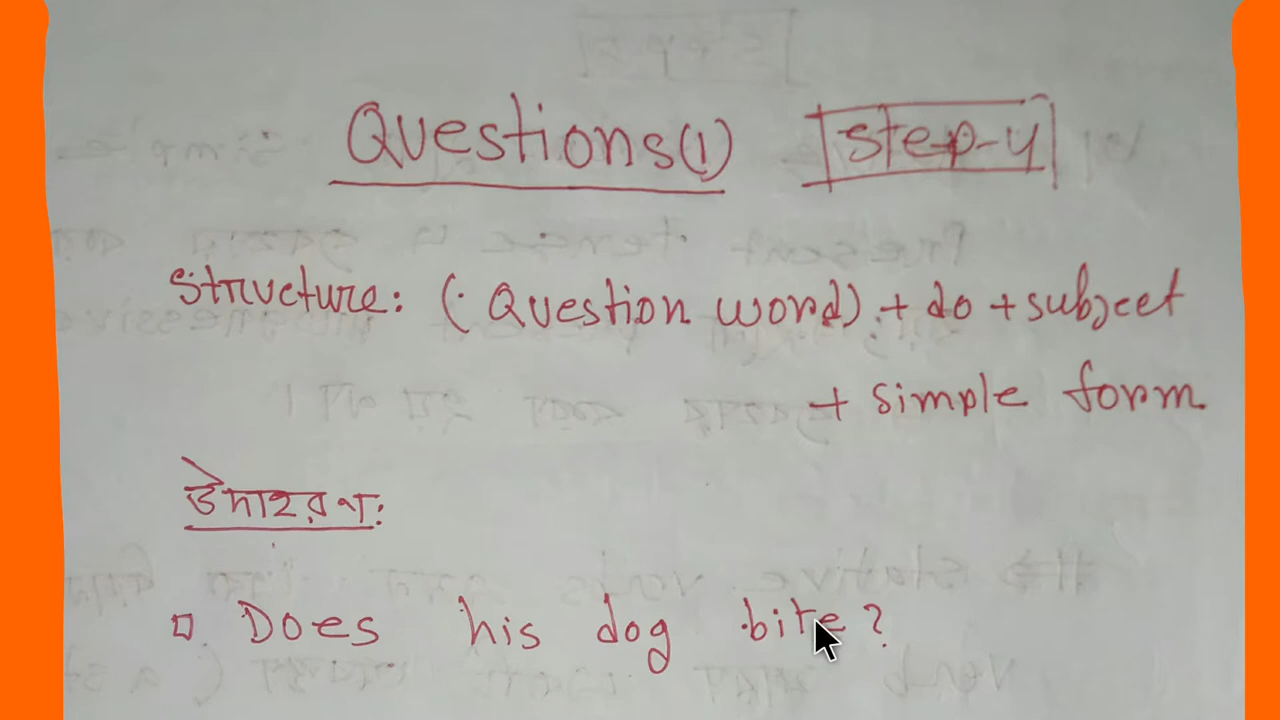 Questions(1) Step-4
Structure: (Question word) + do + subject
+ simple form
উদাহরণ:
Does his dog bite?